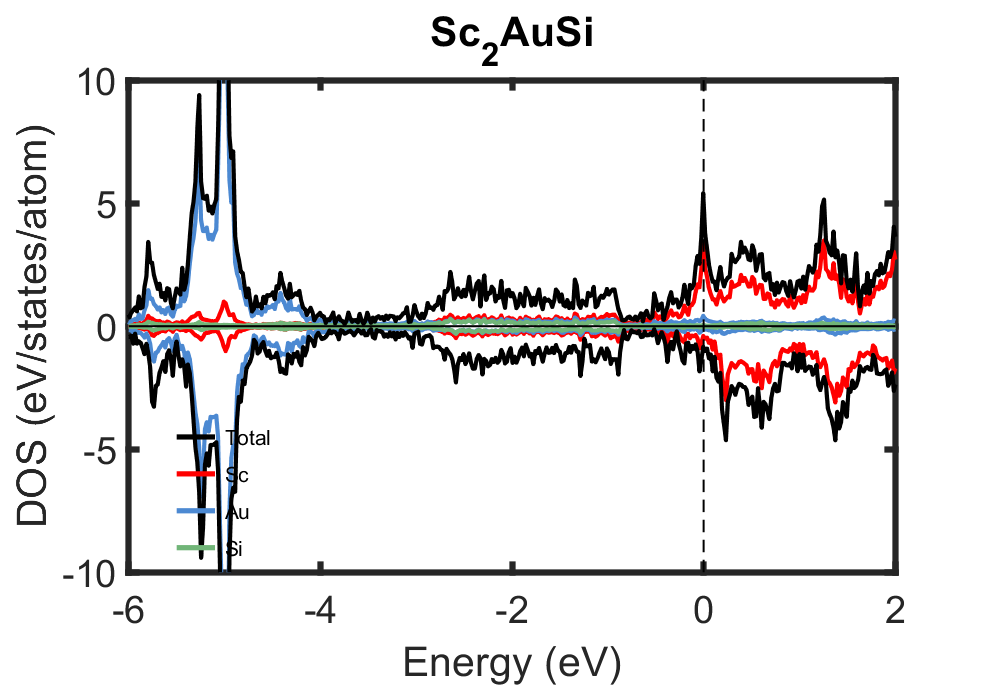 Sc2AuSi
10
5
0
-5
-10
DOS (eV/states/atom)
Total
Sc
Au
Si
-6 -4 -2 0 2
Energy (eV)